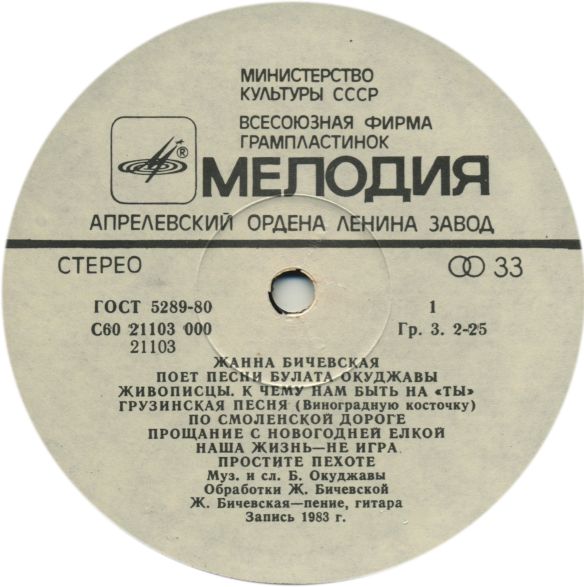 МИНИСТЕРСТВО
КУЛЬТУРЫ СССР
ВСЕСОЮЗНАЯ ФИРМА
ГРАМПЛАСТИНОК
®
МЕЛОДИЯ
АПРЕЛЕВСКИЙ ОРДЕНА ЛЕНИНА ЗАВОД
СТЕРЕО 33
ГОСТ 5289-80 1
С60 21103 000 Гр. 3. 2-25
21103
ЖАННА БИЧЕВСКАЯ
ПОЕТ ПЕСНИ БУЛАТА ОКУДЖАВЫ
ЖИВОПИСЦЫ. К ЧЕМУ НАМ БЫТЬ НА «ТЫ»
ГРУЗИНСКАЯ ПЕСНЯ (Виноградную косточку)
ПО СМОЛЕНСКОЙ ДОРОГЕ
ПРОЩАНИЕ С НОВОГОДНЕЙ ЕЛКОЙ
НАША ЖИЗНЬ—НЕ ИГРА
ПРОСТИТЕ ПЕХОТЕ
Муз. и сл. Б. Окуджавы
Обработки Ж. Бичевской
Ж. Бичевская—пение, гитара
Запись 1983 г.